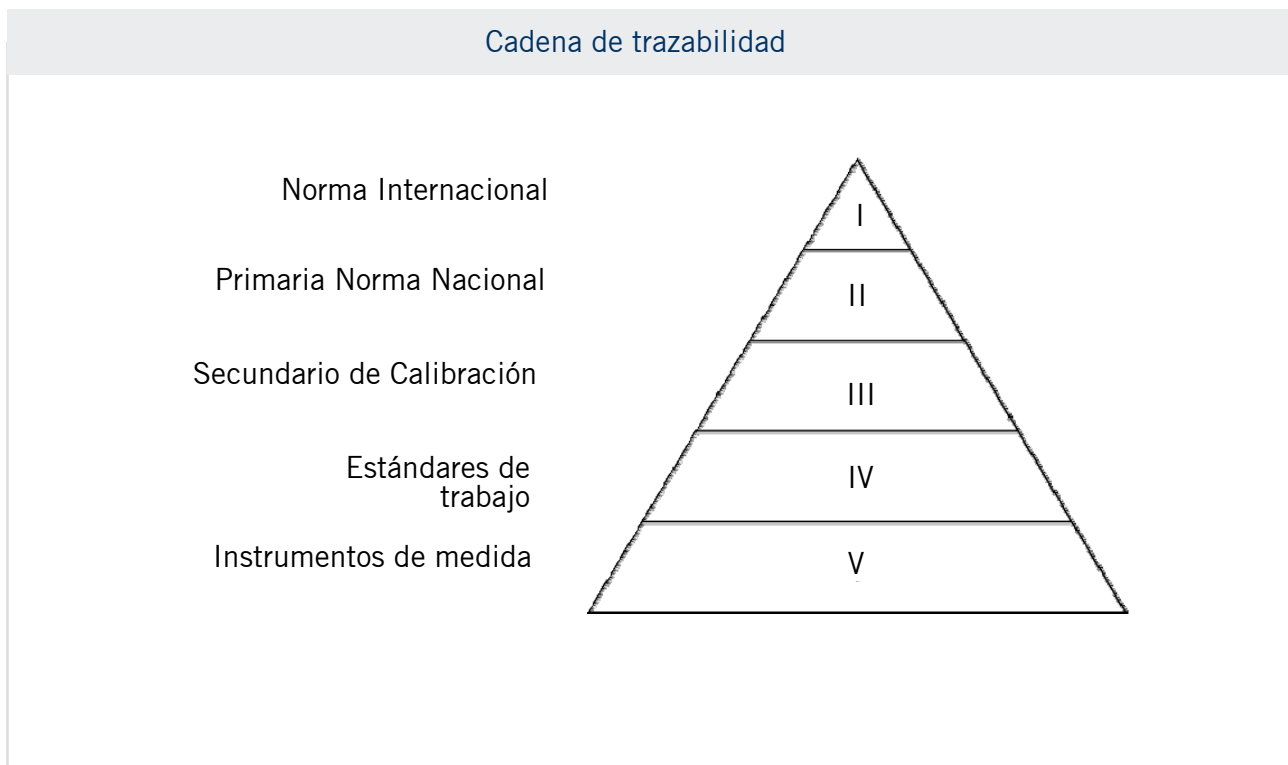 Cadena de trazabilidad
Norma Internacional
I
Primaria Norma Nacional
II
Secundario de Calibración
III
Estándares de
trabajo
IV
Instrumentos de medida
V